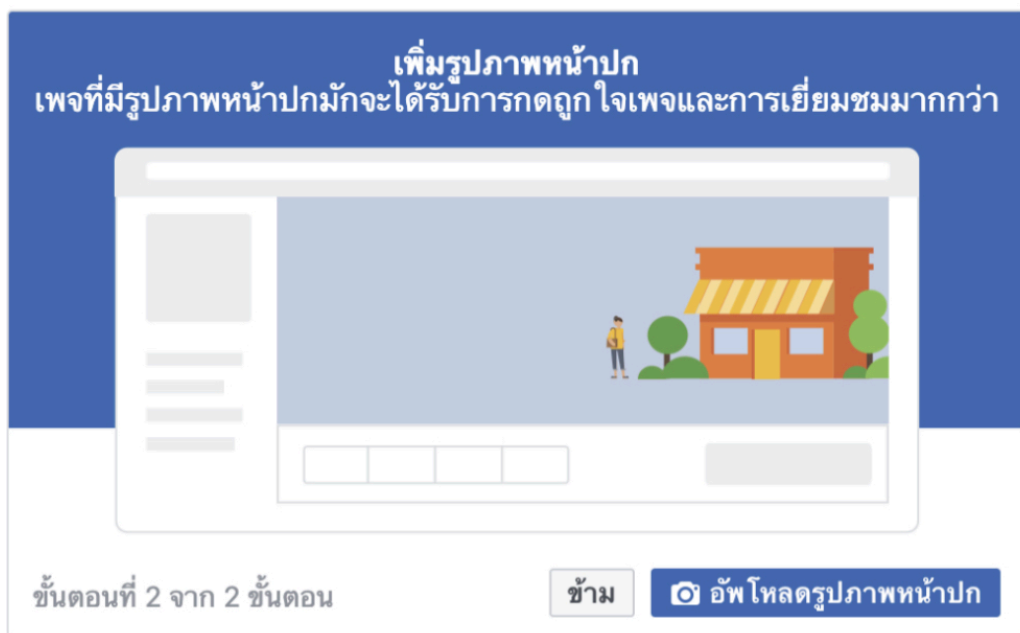 เพิ่มรูปภาพหน้าปก
เพจที่มีรูปภาพหน้าปกมักจะได้รับการกดถูกใจเพจและการเยี่ยมชมมากกว่า
ขั้นตอนที่ 2 จาก 2 ขั้นตอน
ข้าม
อัพโหลดรูปภาพหน้าปก